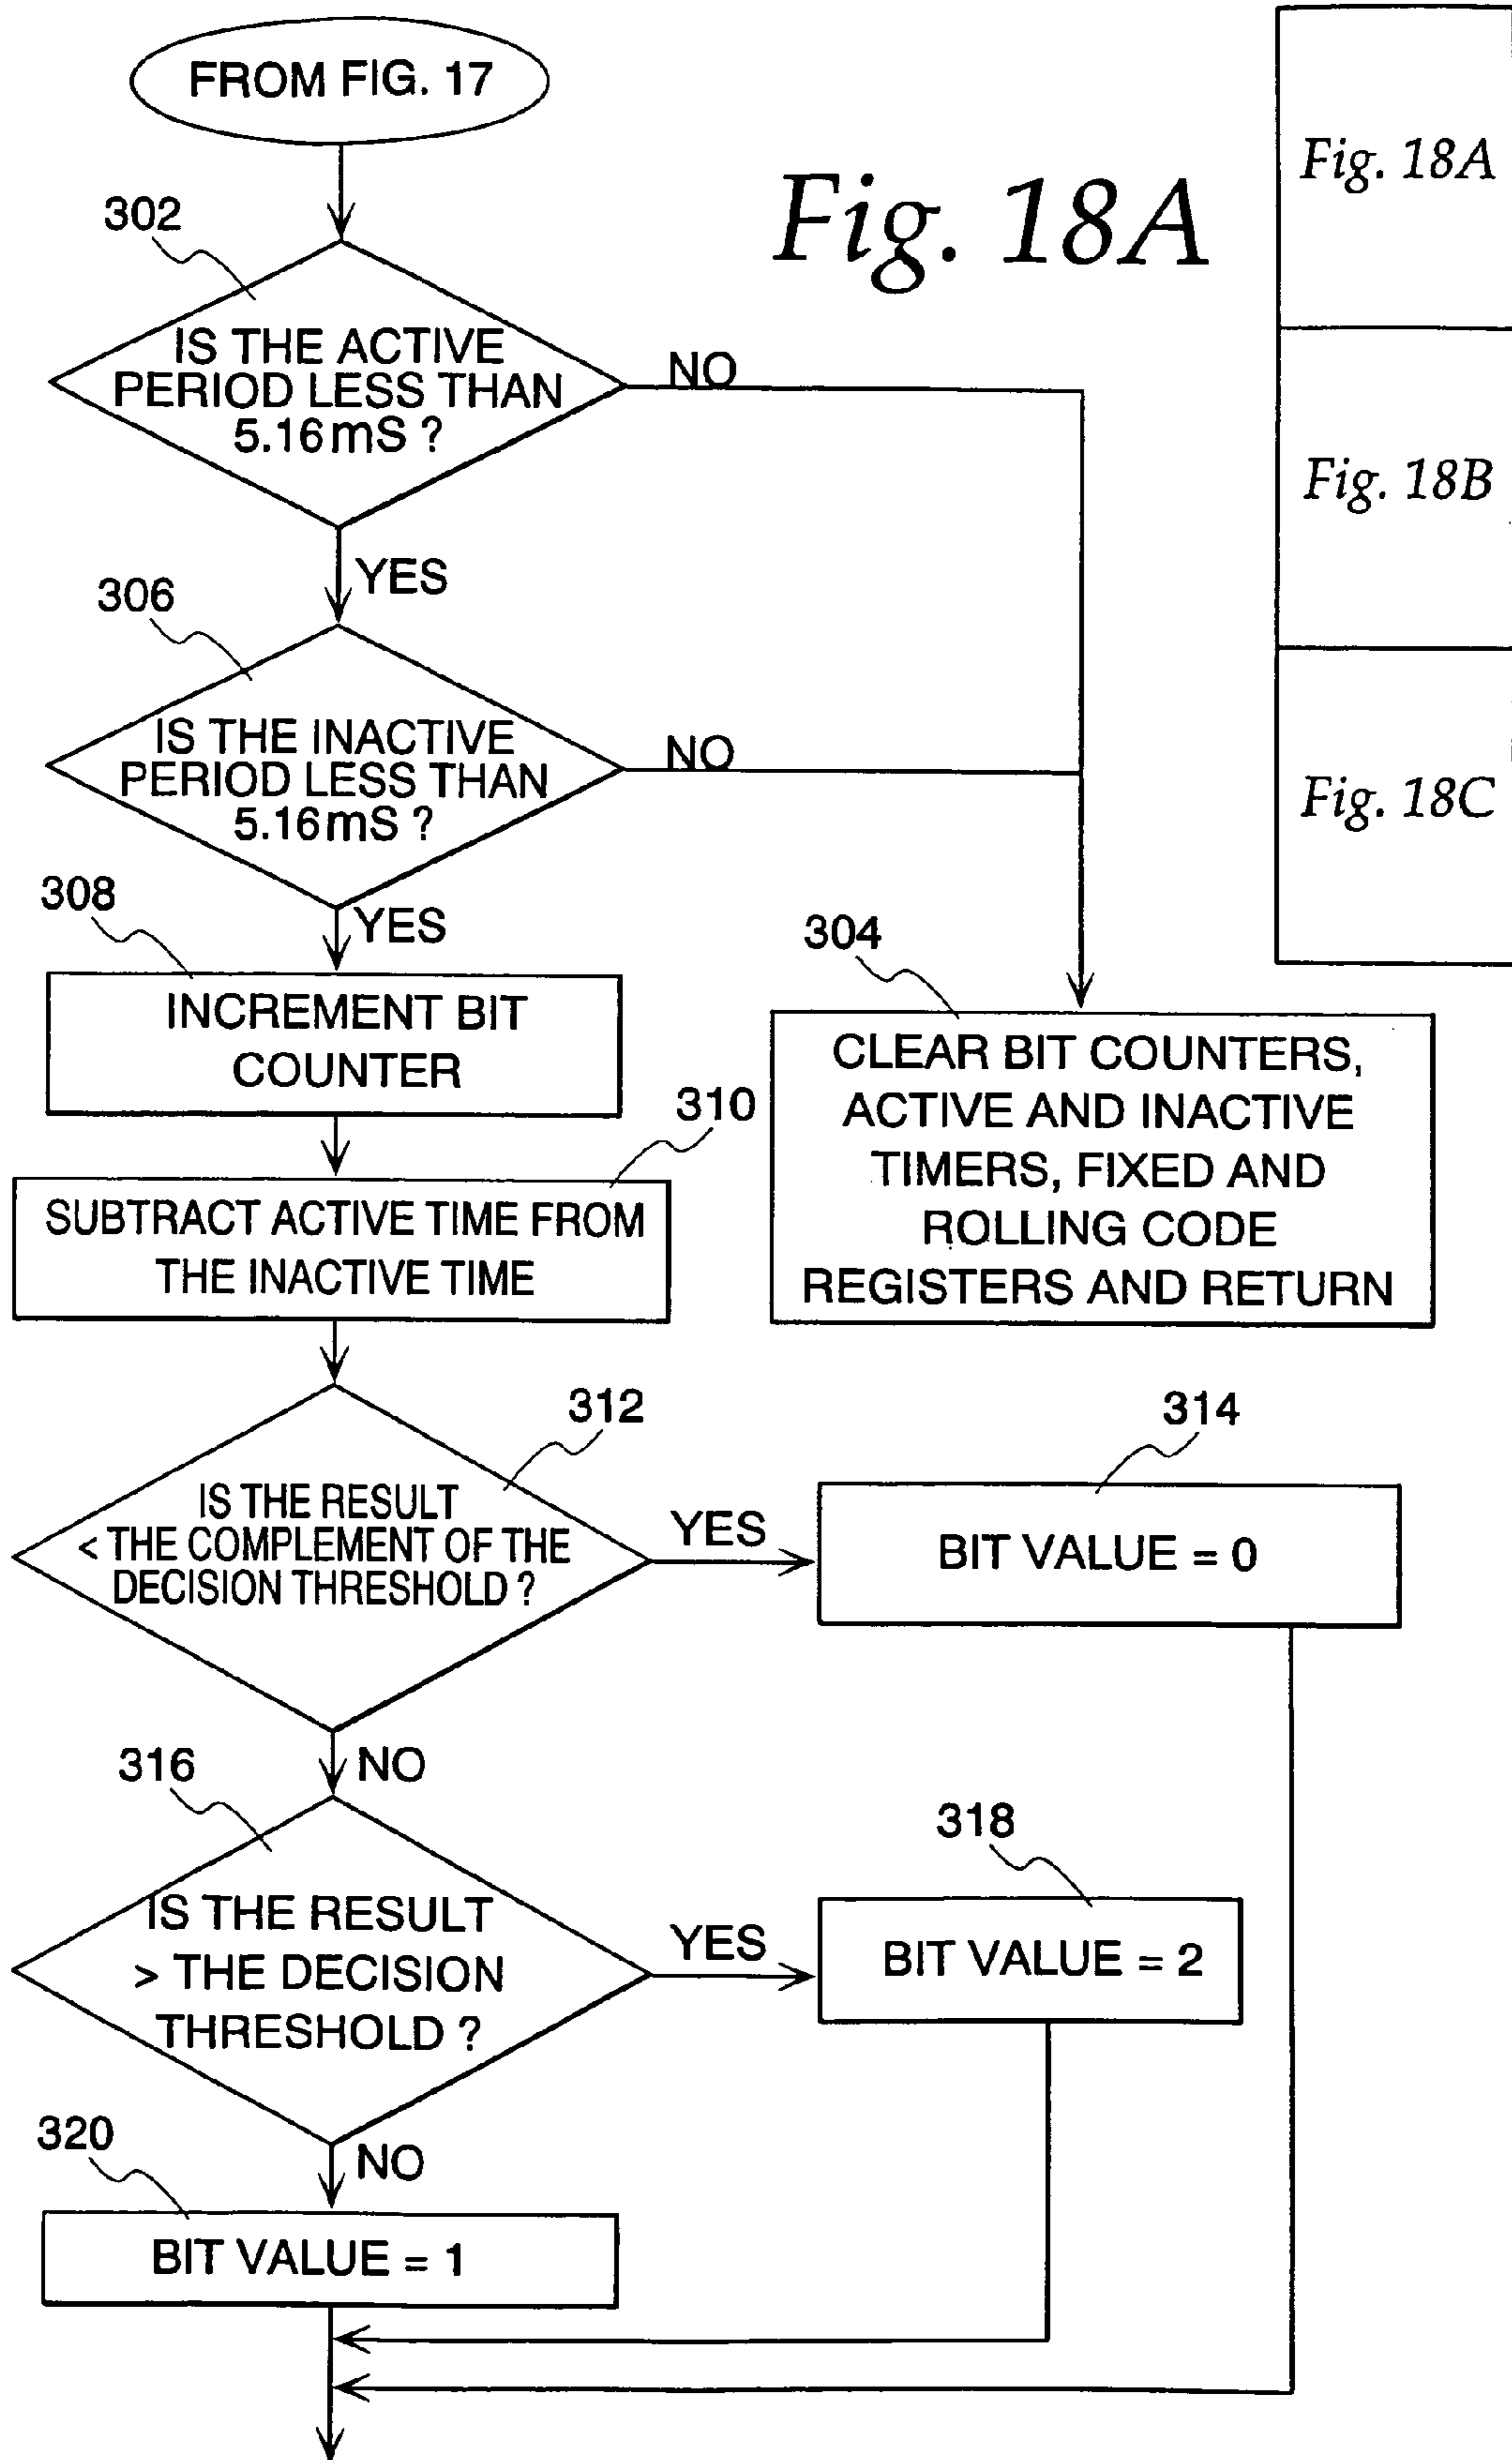 FROM FIG. 17
Fig. 18A
Fig. 18A
Fig. 18B
Fig. 18C
302
IS THE ACTIVE
PERIOD LESS THAN
5.16mS ?
NO
YES
306
IS THE INACTIVE
PERIOD LESS THAN
5.16mS ?
NO
YES
308
INCREMENT BIT
COUNTER
304
CLEAR BIT COUNTERS,
ACTIVE AND INACTIVE
TIMERS, FIXED AND
ROLLING CODE
REGISTERS AND RETURN
310
SUBTRACT ACTIVE TIME FROM
THE INACTIVE TIME
312
IS THE RESULT
< THE COMPLEMENT OF THE
DECISION THRESHOLD ?
YES
314
BIT VALUE = 0
NO
316
IS THE RESULT
> THE DECISION
THRESHOLD ?
YES
318
BIT VALUE = 2
NO
320
BIT VALUE = 1